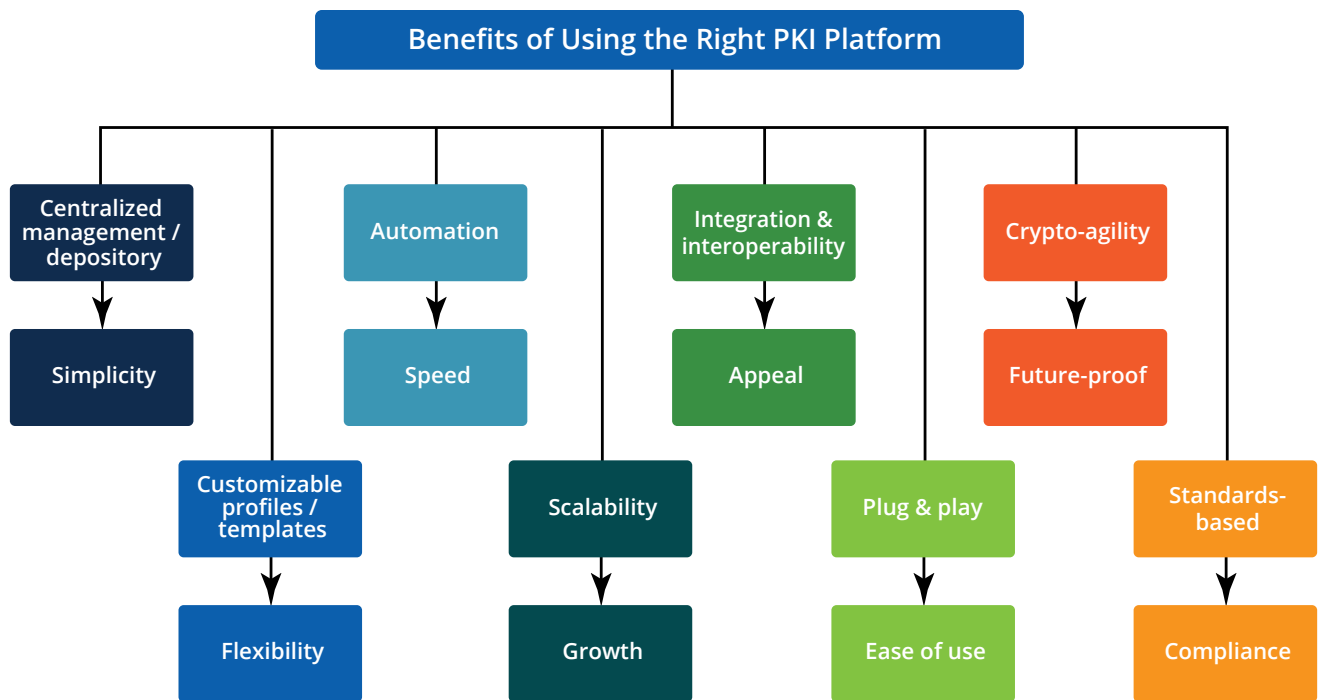 Benefits of Using the Right PKI Platform
Centralized
management /
depository
Automation
Integration &
interoperability
Crypto-agility
Simplicity
Speed
Appeal
Future-proof
Customizable
profiles /
templates
Scalability
Plug & play
Standards-
based
Flexibility
Growth
Ease of use
Compliance